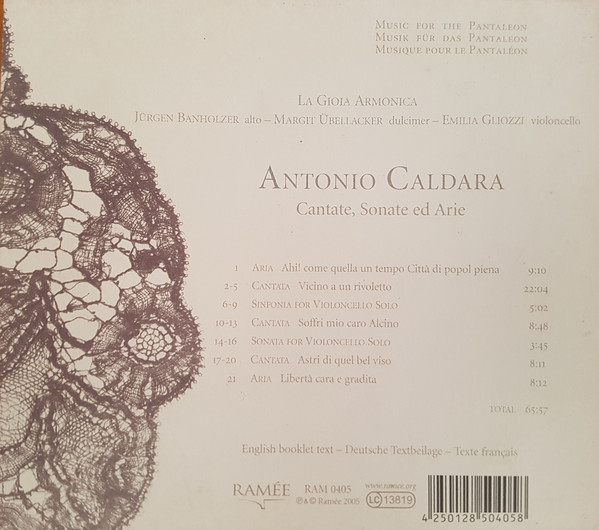 MUSIC FOR THE PANTALEON
MUSIK FÜR DAS PANTALEON
MUSIQUE POUR LE PANTALÉON
LA GIOIA ARMONICA
JÜRGEN BANHOLZER alto – MARGIT ÜBELLACKER dulcimer – EMILIA GLIOZZI violoncello
ANTONIO CALDARA
Cantate, Sonate ed Arie
1 ARIA Ahi! come quella un tempo Città di popol piena 9:10
2-5 CANTATA Vicino a un rivoletto 22:04
6-9 SINFONIA FOR VIOLONCELLO SOLO 5:02
10-13 CANTATA Soffri mio caro Alcino 8:48
14-16 SONATA FOR VIOLONCELLO SOLO 3:45
17-20 CANTATA Astri di quel bel viso 8:11
21 ARIA Libertà cara e gradita 8:12
TOTAL 65:57
English booklet text – Deutsche Textbeilage – Texte français
RAMÉE RAM 0405 www.ramee.org
℗ & © Ramée 2005 LC 13819
4 250128 504058